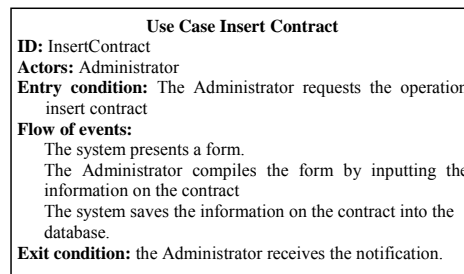 Use Case Insert Contract
ID: InsertContract
Actors: Administrator
Entry condition: The Administrator requests the operation
insert contract
Flow of events:
The system presents a form.
The Administrator compiles the form by inputting the
information on the contract
The system saves the information on the contract into the
database.
Exit condition: the Administrator receives the notification.